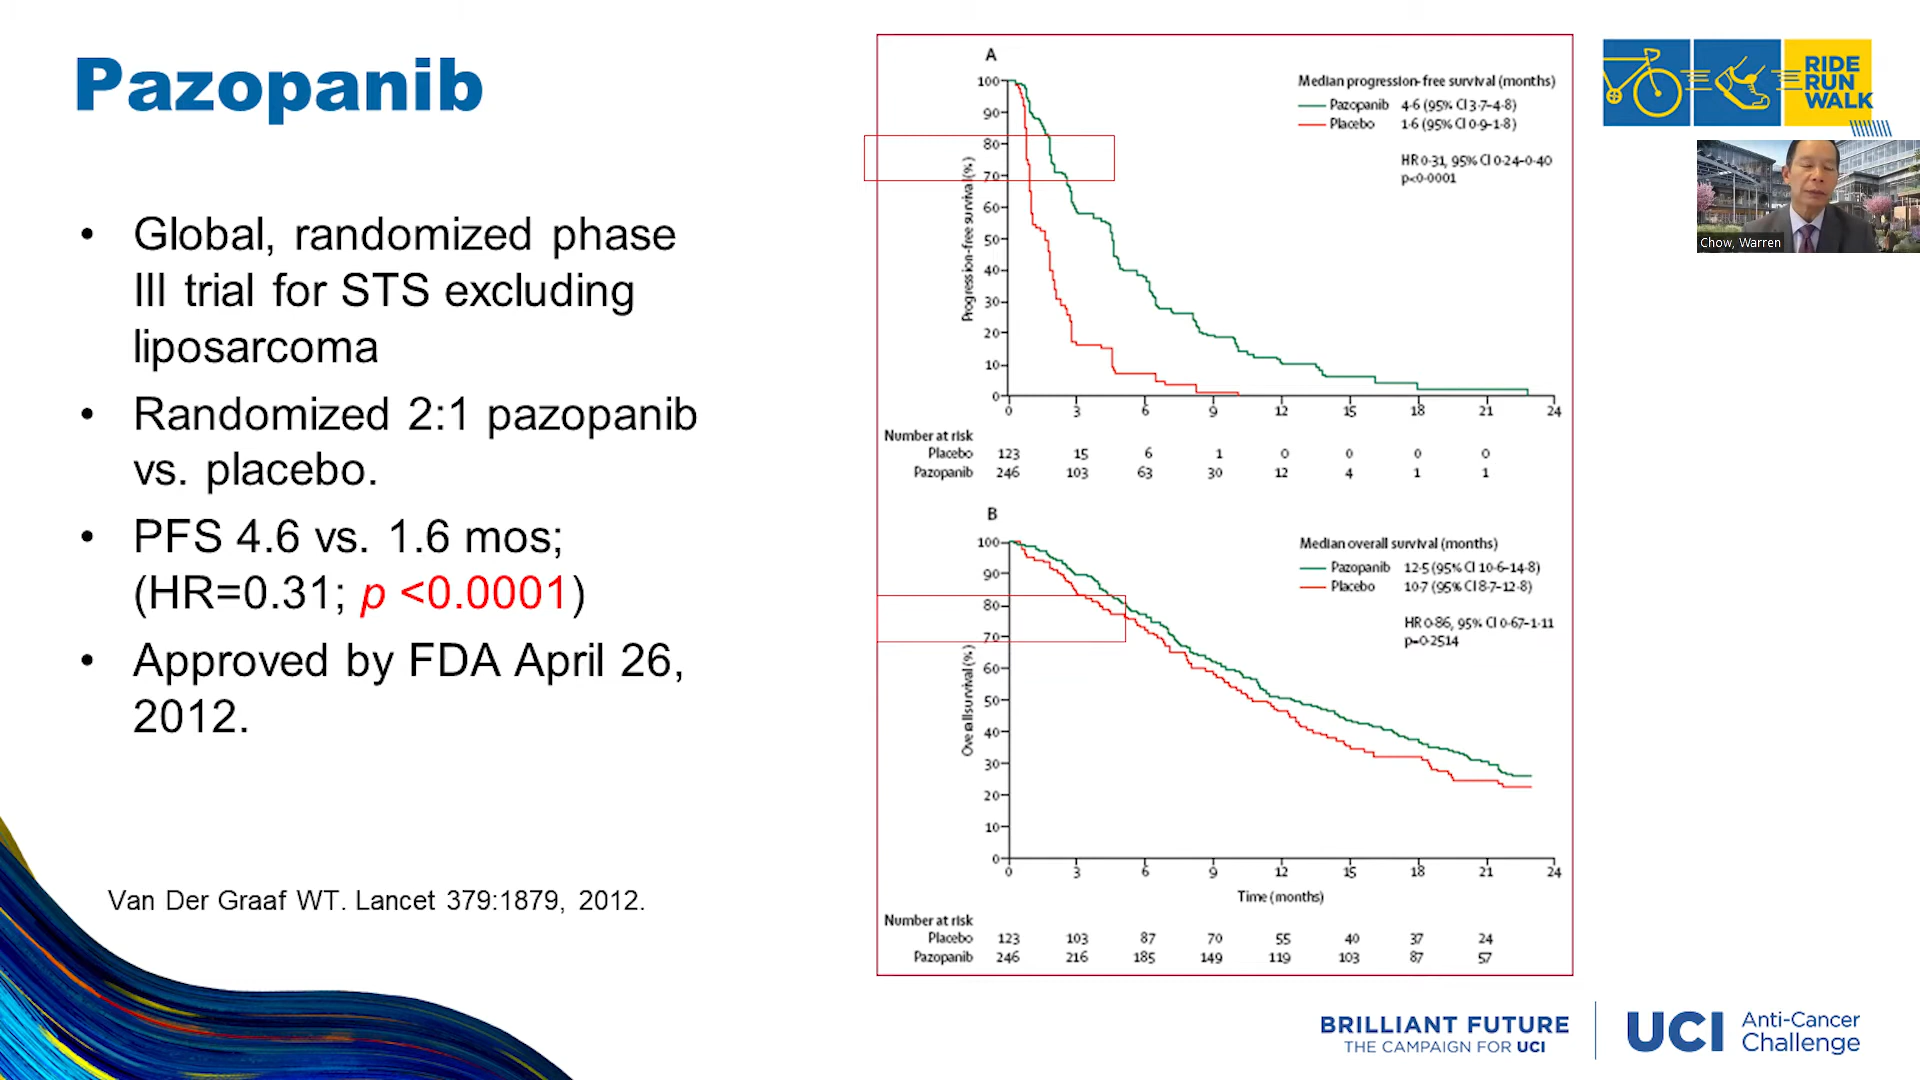 Pazopanib
• Global, randomized phase
III trial for STS excluding
liposarcoma
• Randomized 2:1 pazopanib
vs. placebo.
• PFS 4.6 vs. 1.6 mos;
(HR=0.31; p <0.0001)
• Approved by FDA April 26,
2012.
Van Der Graaf WT. Lancet 379:1879, 2012.
A
Median progression-free survival (months)
Pazopanib 4·6 (95% CI 3·7–4·8)
Placebo 1·6 (95% CI 0·9–1·8)
HR 0·31, 95% CI 0·24–0·40
p<0·0001
Progression-free survival (%)
100
90
80
70
60
50
40
30
20
10
0
0 3 6 9 12 15 18 21 24
Number at risk
Placebo 123 15 6 1 0 0 0 0
Pazopanib 246 103 63 30 12 4 1 1
B
Median overall survival (months)
Pazopanib 12·5 (95% CI 10·6–14·8)
Placebo 10·7 (95% CI 8·7–12·8)
HR 0·86, 95% CI 0·67–1·11
p=0·2514
Overall survival (%)
100
90
80
70
60
50
40
30
20
10
0
0 3 6 9 12 15 18 21 24
Time (months)
Number at risk
Placebo 123 103 87 70 55 40 37 24
Pazopanib 246 216 185 149 119 103 87 57
RIDE
RUN
WALK
Chow, Warren
BRILLIANT FUTURE
THE CAMPAIGN FOR UCI
UCI Anti-Cancer
Challenge